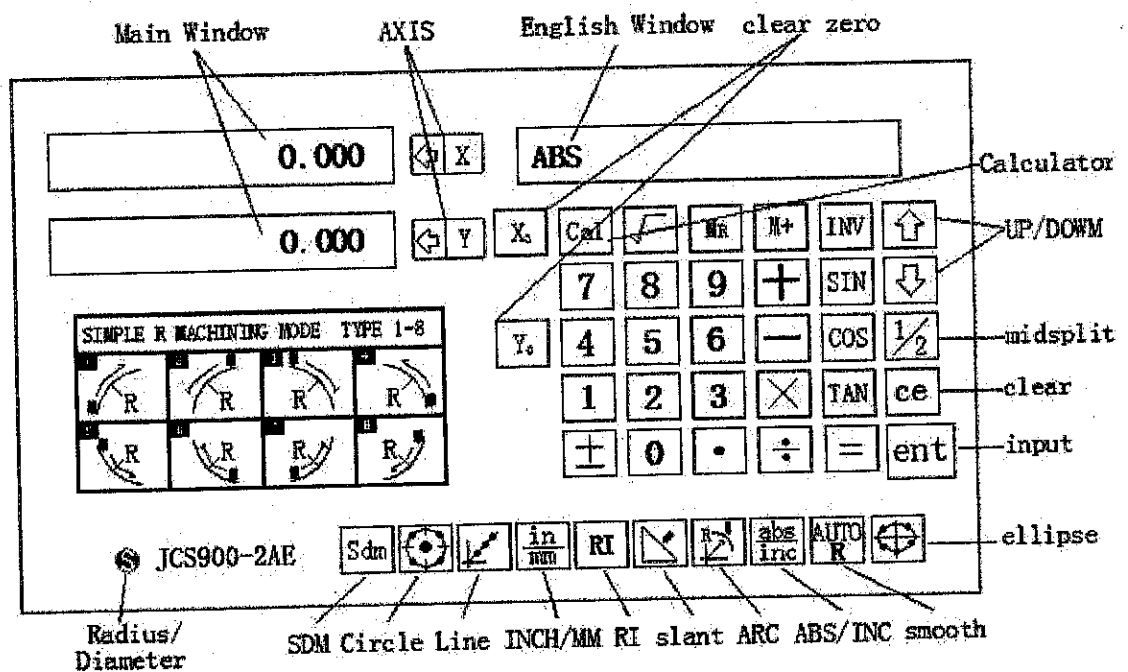 Main Window AXIS English Window clear zero
0.000 X ABS
Calculator
0.000 Y X₀ Cal √ MR M+ INV UP/DOWM
7 8 9 + SIN
SIMPLE R MACHINING MODE TYPE 1-8
Y₀ 4 5 6 — COS 1/2 midsplit
R R R R
1 2 3 × TAN ce clear
R R R R
± 0 • ÷ = ent input
JCS900-2AE Sdm in/mm RI R abs/inc AUTO R ellipse
Radius/
Diameter
SDM Circle Line INCH/MM RI slant ARC ABS/INC smooth